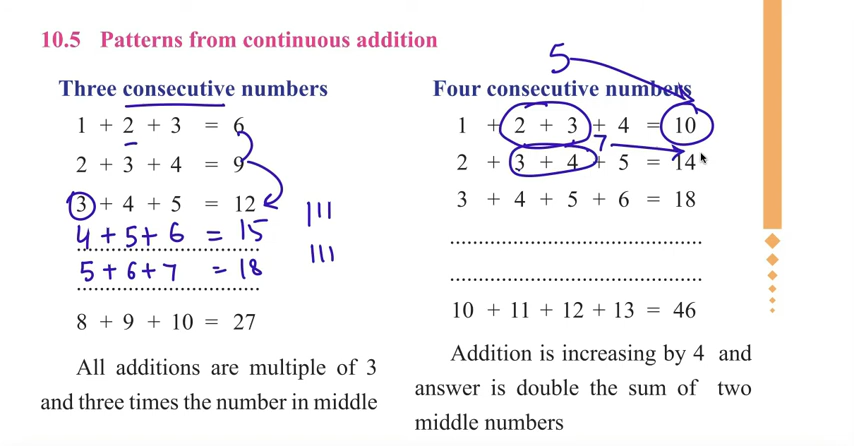 10.5 Patterns from continuous addition
Three consecutive numbers
1 + 2 + 3 = 6
2 + 3 + 4 = 9
3 + 4 + 5 = 12
4 + 5 + 6 = 15
5 + 6 + 7 = 18
8 + 9 + 10 = 27
All additions are multiple of 3
and three times the number in middle
|||
|||
5
Four consecutive numbers
1 + 2 + 3 + 4 = 10
7
2 + 3 + 4 + 5 = 14
3 + 4 + 5 + 6 = 18
..........................................................
..........................................................
10 + 11 + 12 + 13 = 46
Addition is increasing by 4 and
answer is double the sum of two
middle numbers